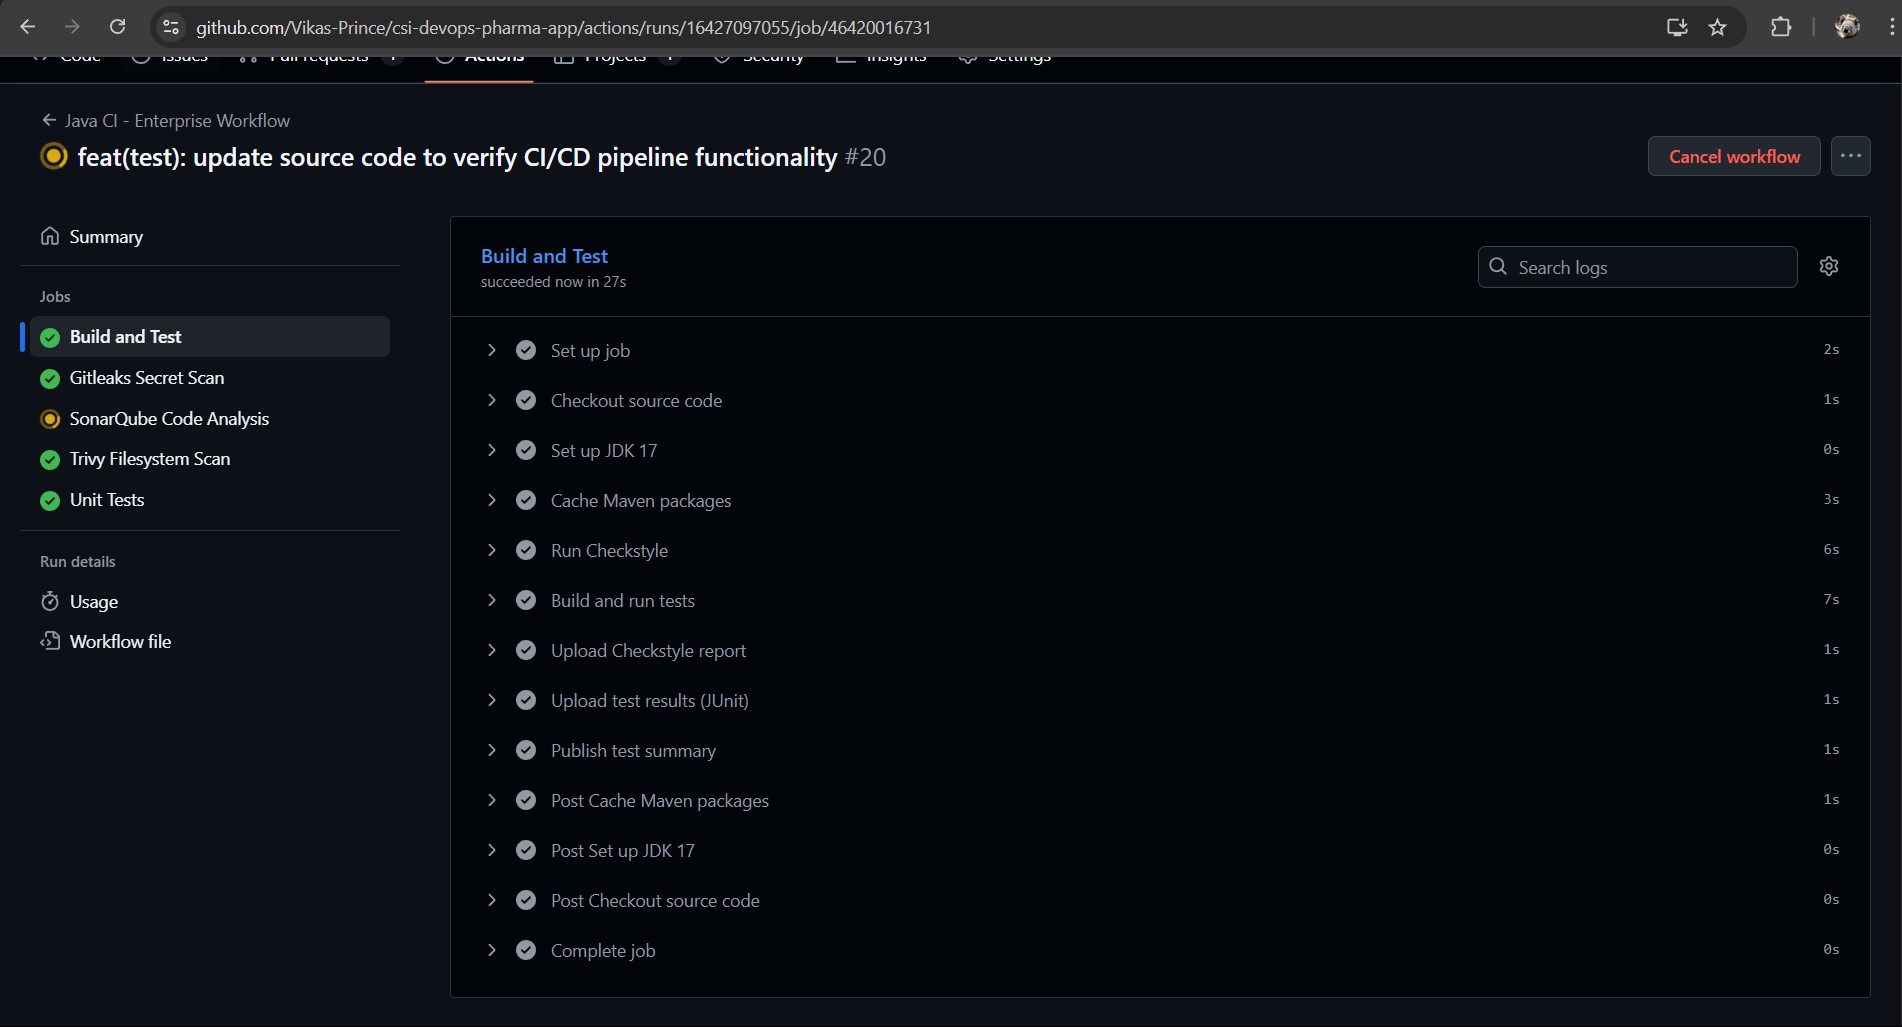 github.com/Vikas-Prince/csi-devops-pharma-app/actions/runs/16427097055/job/46420016731
Code Issues Pull requests Actions Projects Security Insights Settings
Java CI - Enterprise Workflow
feat(test): update source code to verify CI/CD pipeline functionality #20
Cancel workflow
Summary
Jobs
Build and Test
Gitleaks Secret Scan
SonarQube Code Analysis
Trivy Filesystem Scan
Unit Tests
Run details
Usage
Workflow file
Build and Test
succeeded now in 27s
Search logs
Set up job 2s
Checkout source code 1s
Set up JDK 17 0s
Cache Maven packages 3s
Run Checkstyle 6s
Build and run tests 7s
Upload Checkstyle report 1s
Upload test results (JUnit) 1s
Publish test summary 1s
Post Cache Maven packages 1s
Post Set up JDK 17 0s
Post Checkout source code 0s
Complete job 0s